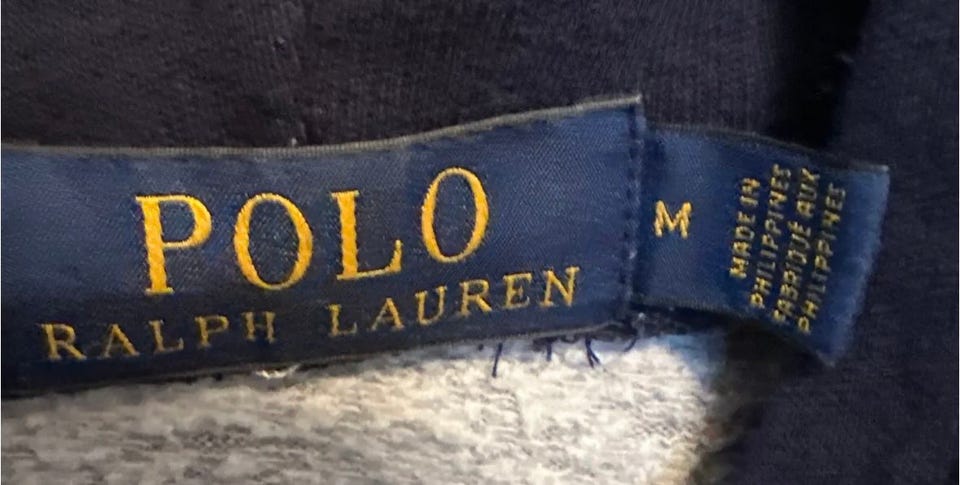 POLO
RALPH LAUREN
M
MADE IN
PHILIPPINES
FABRIQUÉ AUX
PHILIPPINES